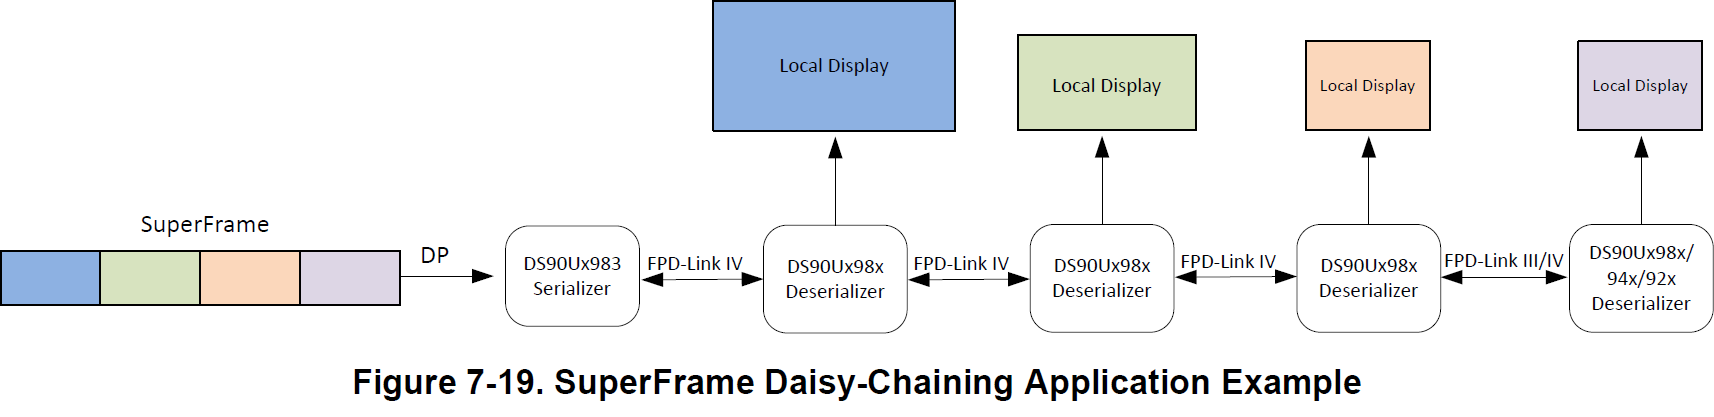 Local Display
Local Display
Local Display
Local Display
SuperFrame
DP
DS90Ux983
Serializer
FPD-Link IV
DS90Ux98x
Deserializer
FPD-Link IV
DS90Ux98x
Deserializer
FPD-Link IV
DS90Ux98x
Deserializer
FPD-Link III/IV
DS90Ux98x/
94x/92x
Deserializer
Figure 7-19. SuperFrame Daisy-Chaining Application Example